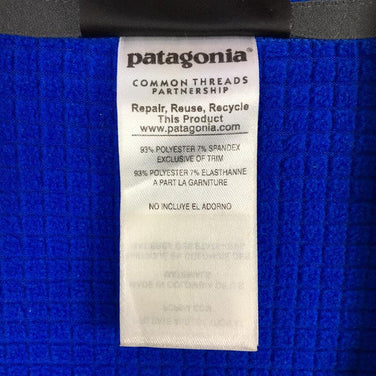 patagonia®
COMMON THREADS
PARTNERSHIP
Repair, Reuse, Recycle
This Product
www.patagonia.com
93% POLYESTER 7% SPANDEX
EXCLUSIVE OF TRIM
93% POLYESTER 7% ELASTHANNE
A PART LA GARNITURE
NO INCLUYE EL ADORNO